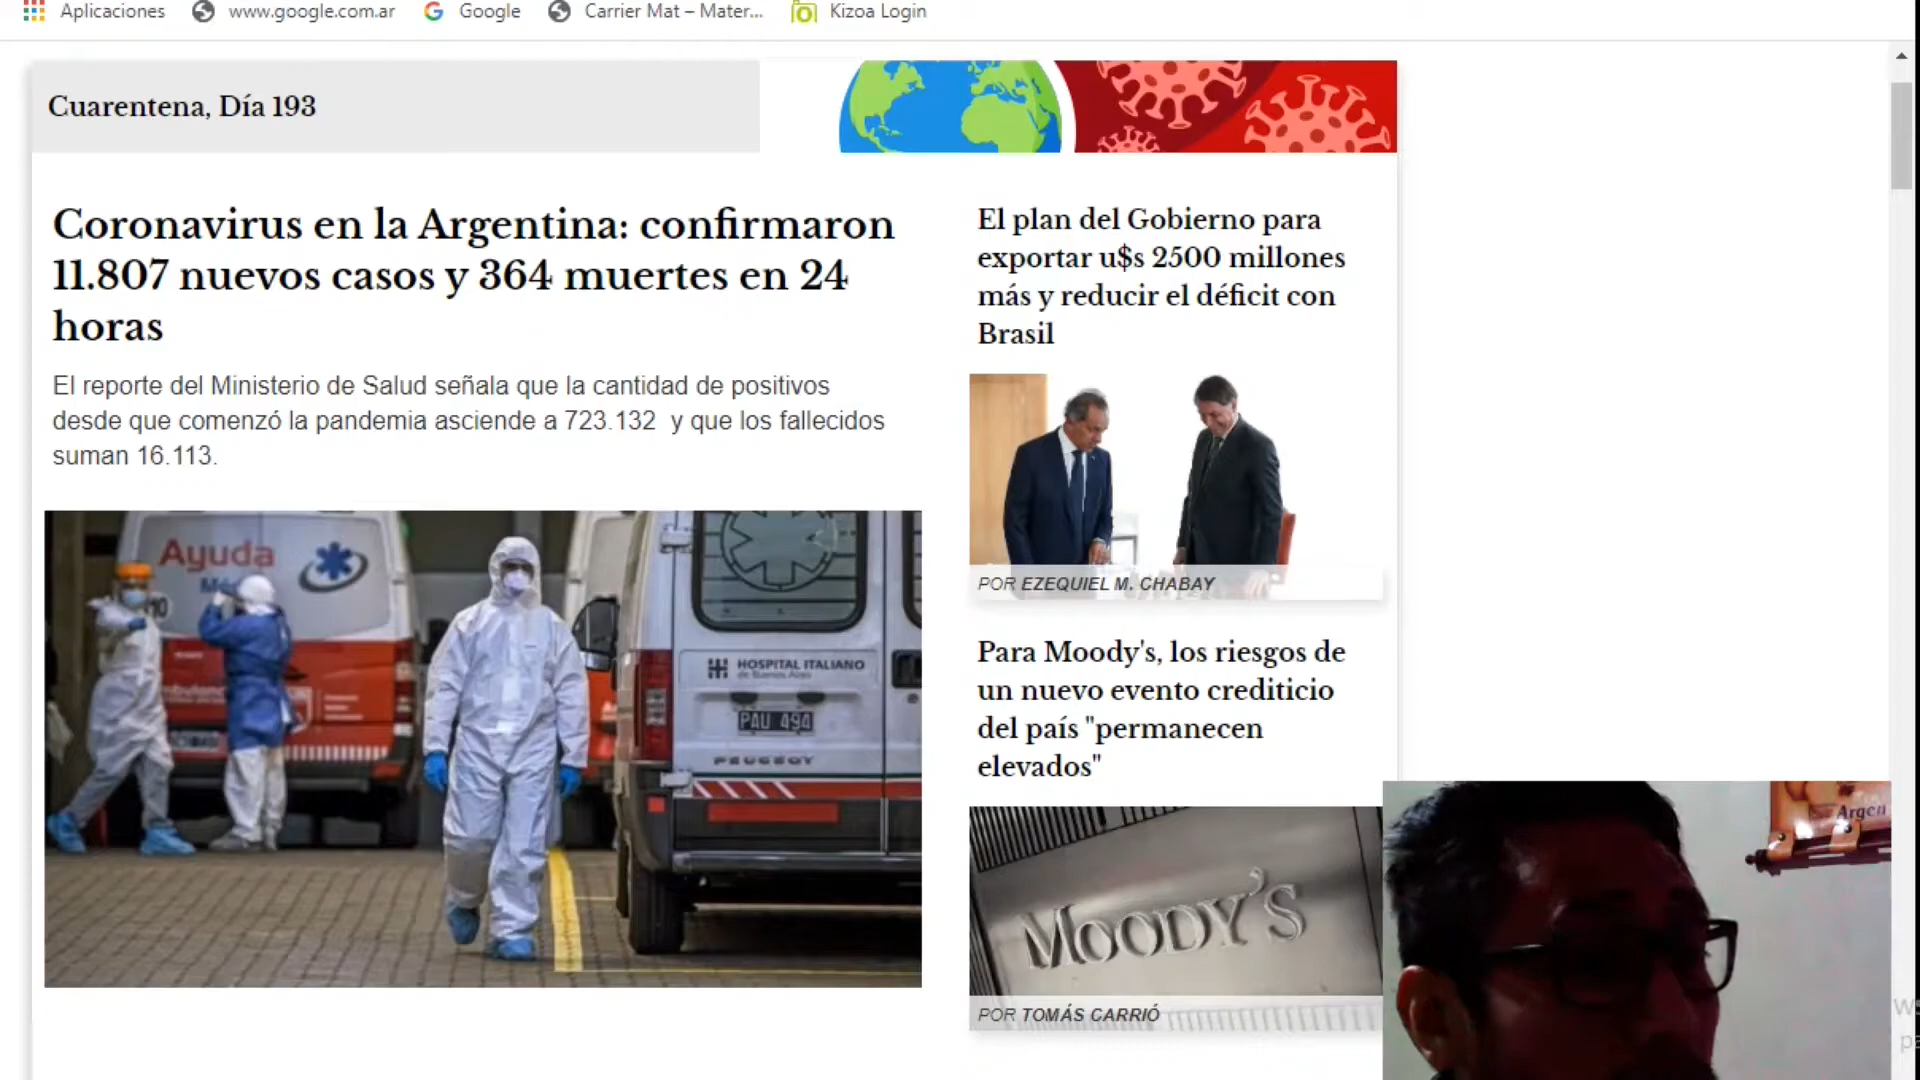 Aplicaciones www.google.com.ar Google Carrier Mat – Mater... Kizoa Login
Cuarentena, Día 193
Coronavirus en la Argentina: confirmaron
11.807 nuevos casos y 364 muertes en 24
horas
El reporte del Ministerio de Salud señala que la cantidad de positivos
desde que comenzó la pandemia asciende a 723.132 y que los fallecidos
suman 16.113.
Ayuda
HOSPITAL ITALIANO
de Buenos Aires
PAU 494
PEUGEOT
El plan del Gobierno para
exportar u$s 2500 millones
más y reducir el déficit con
Brasil
POR EZEQUIEL M. CHABAY
Para Moody's, los riesgos de
un nuevo evento crediticio
del país "permanecen
elevados"
MOODY'S
POR TOMÁS CARRIÓ
Argen